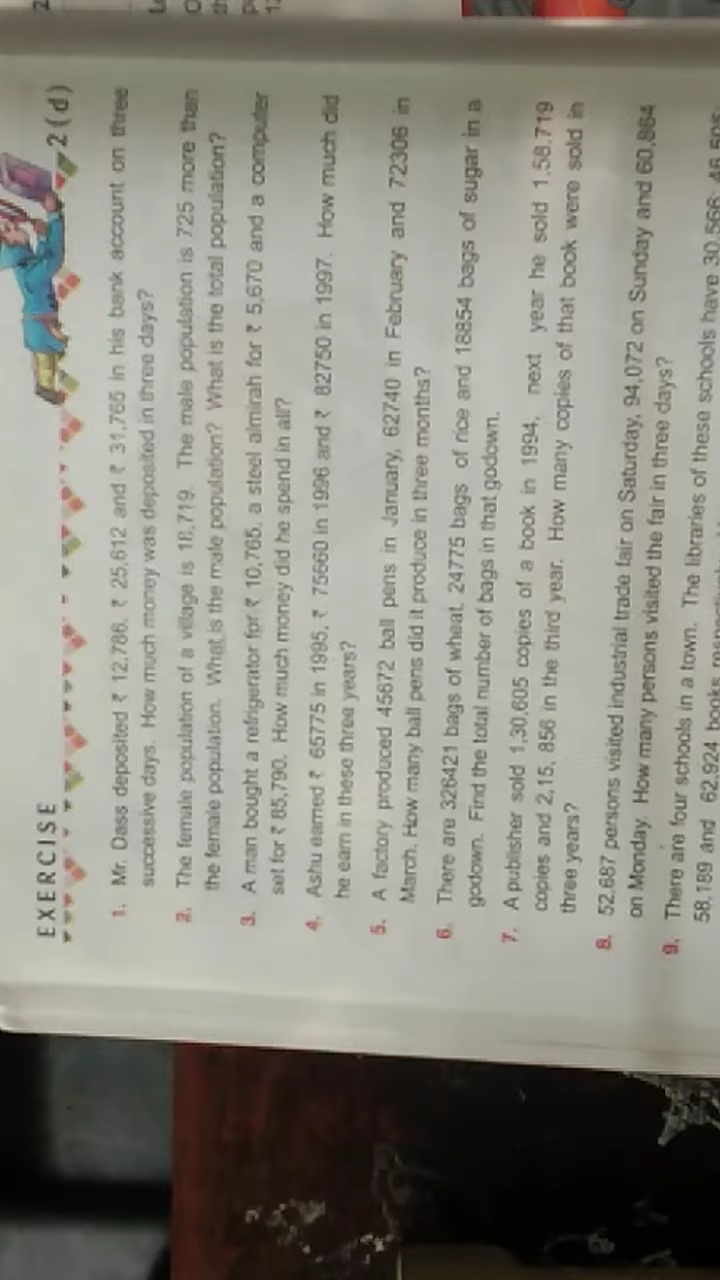 EXERCISE 2(d)
1. Mr. Dass deposited ₹ 12,786, ₹ 25,612 and ₹ 31,765 in his bank account on three
successive days. How much money was deposited in three days?
2. The female population of a village is 18,719. The male population is 725 more than
the female population. What is the male population? What is the total population?
3. A man bought a refrigerator for ₹ 10,765, a steel almirah for ₹ 5,670 and a computer
set for ₹ 85,790. How much money did he spend in all?
4. Ashu earned ₹ 65775 in 1995, ₹ 75660 in 1996 and ₹ 82750 in 1997. How much did
he earn in these three years?
5. A factory produced 45672 ball pens in January, 62740 in February and 72306 in
March. How many ball pens did it produce in three months?
6. There are 326421 bags of wheat, 24775 bags of rice and 18854 bags of sugar in a
godown. Find the total number of bags in that godown.
7. A publisher sold 1,30,605 copies of a book in 1994, next year he sold 1,58,719
copies and 2,15, 856 in the third year. How many copies of that book were sold in
three years?
8. 52,687 persons visited industrial trade fair on Saturday, 94,072 on Sunday and 60,864
on Monday. How many persons visited the fair in three days?
9. There are four schools in a town. The libraries of these schools have 30,566;
58,189 and 62,924 books